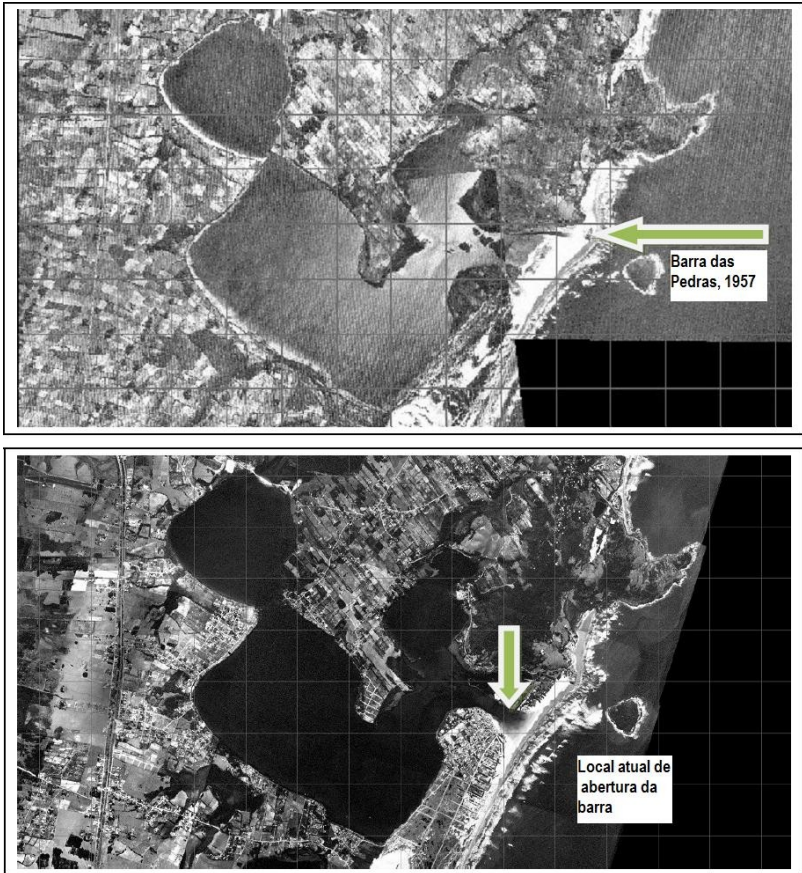 Barra das
Pedras, 1957
Local atual de
abertura da
barra